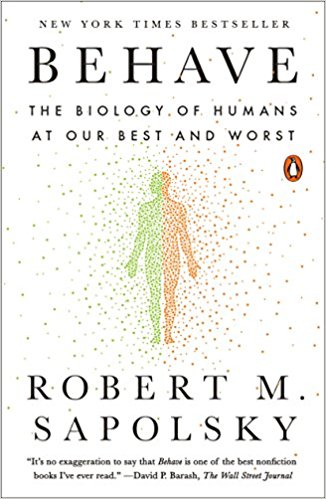 NEW YORK TIMES BESTSELLER
BEHAVE
THE BIOLOGY OF HUMANS
AT OUR BEST AND WORST
ROBERT M.
SAPOLSKY
"It's no exaggeration to say that Behave is one of the best nonfiction
books I've ever read." —David P. Barash, The Wall Street Journal